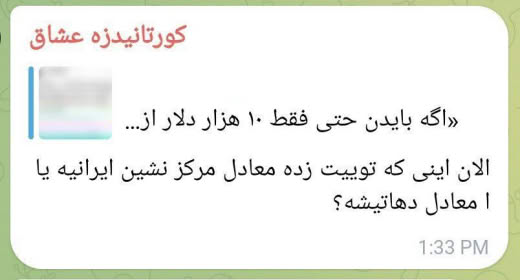 کورتانیدزه عشاق
«اگه بایدن حتی فقط ۱۰ هزار دلار از...
الان اینی که توییت زده معادل مرکز نشین ایرانیه یا
ا معادل دهاتیشه؟
1:33 PM